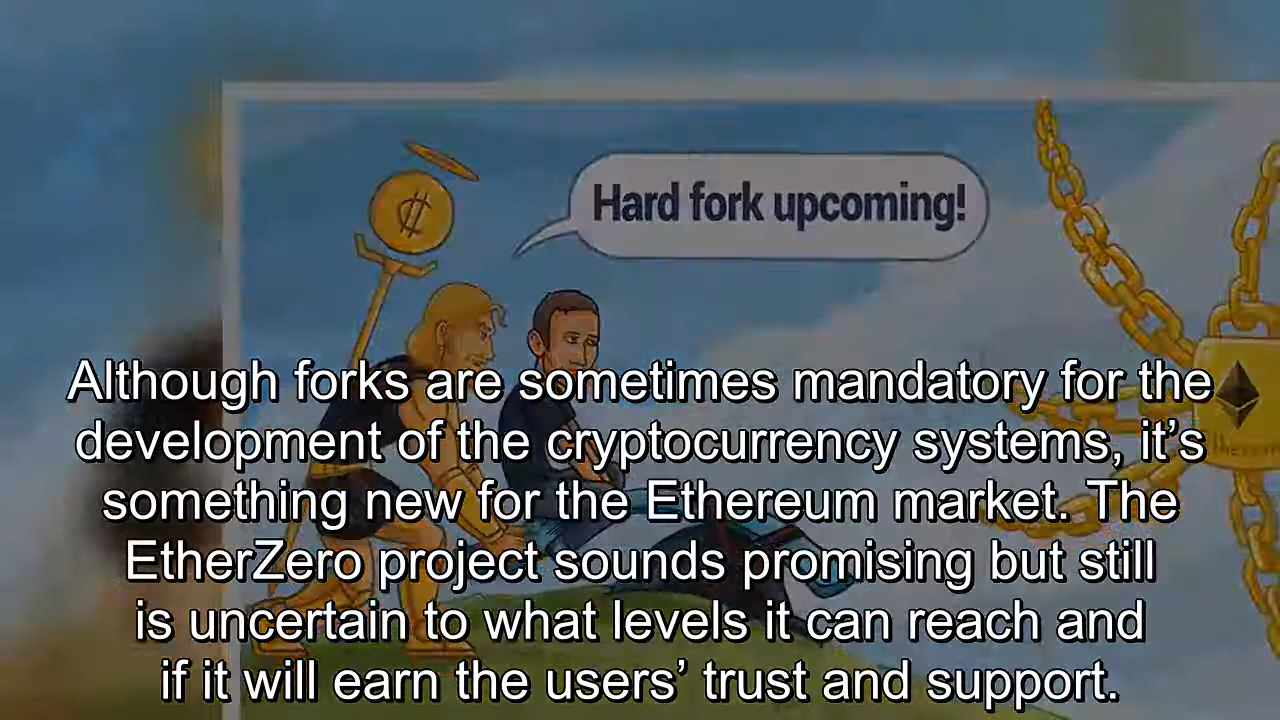 Hard fork upcoming!
Although forks are sometimes mandatory for the
development of the cryptocurrency systems, it’s
something new for the Ethereum market. The
EtherZero project sounds promising but still
is uncertain to what levels it can reach and
if it will earn the users’ trust and support.